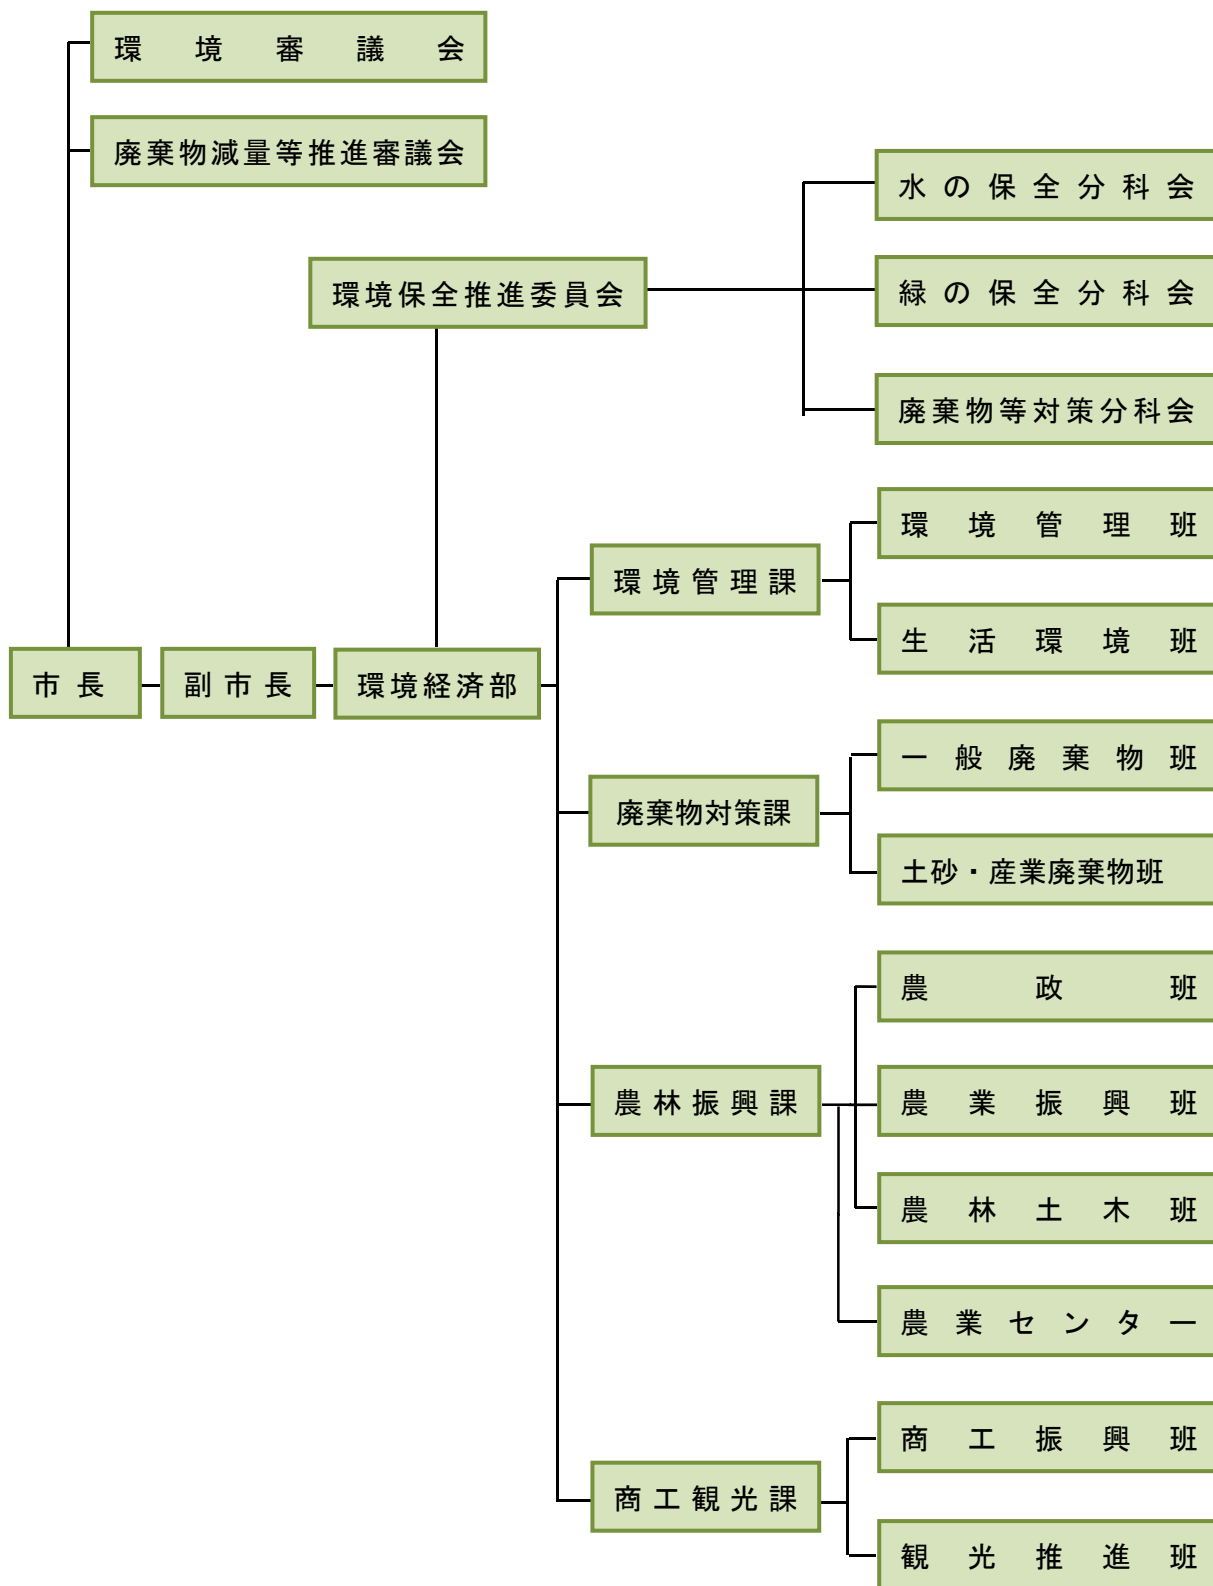 環境審議会
廃棄物減量等推進審議会
水の保全分科会
環境保全推進委員会
緑の保全分科会
廃棄物等対策分科会
環境管理班
環境管理課
生活環境班
市長
副市長
環境経済部
一般廃棄物班
廃棄物対策課
土砂・産業廃棄物班
農政班
農林振興課
農業振興班
農林土木班
農業センター
商工振興班
商工観光課
観光推進班